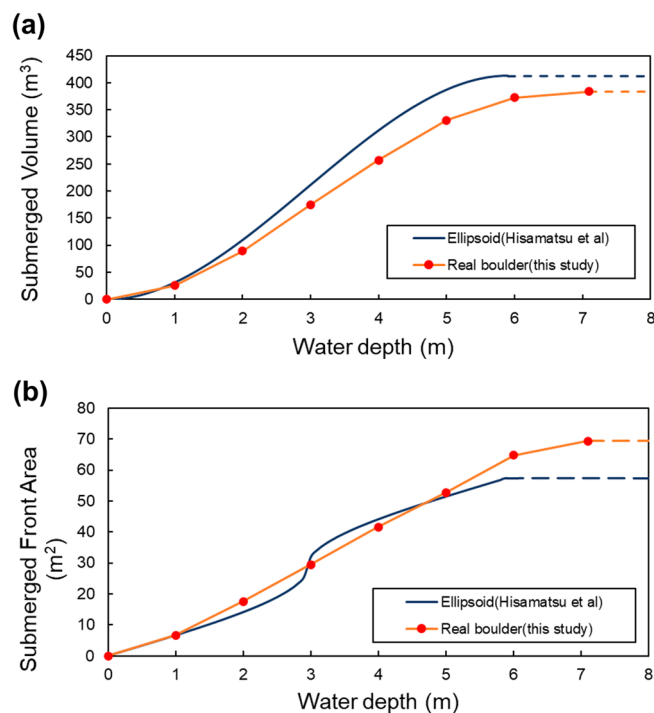 (a)
Submerged Volume (m³)
450
400
350
300
250
200
150
100
50
0
Ellipsoid(Hisamatsu et al)
Real boulder(this study)
0 1 2 3 4 5 6 7 8
Water depth (m)
(b)
Submerged Front Area
(m²)
80
70
60
50
40
30
20
10
0
Ellipsoid(Hisamatsu et al)
Real boulder(this study)
0 1 2 3 4 5 6 7 8
Water depth (m)